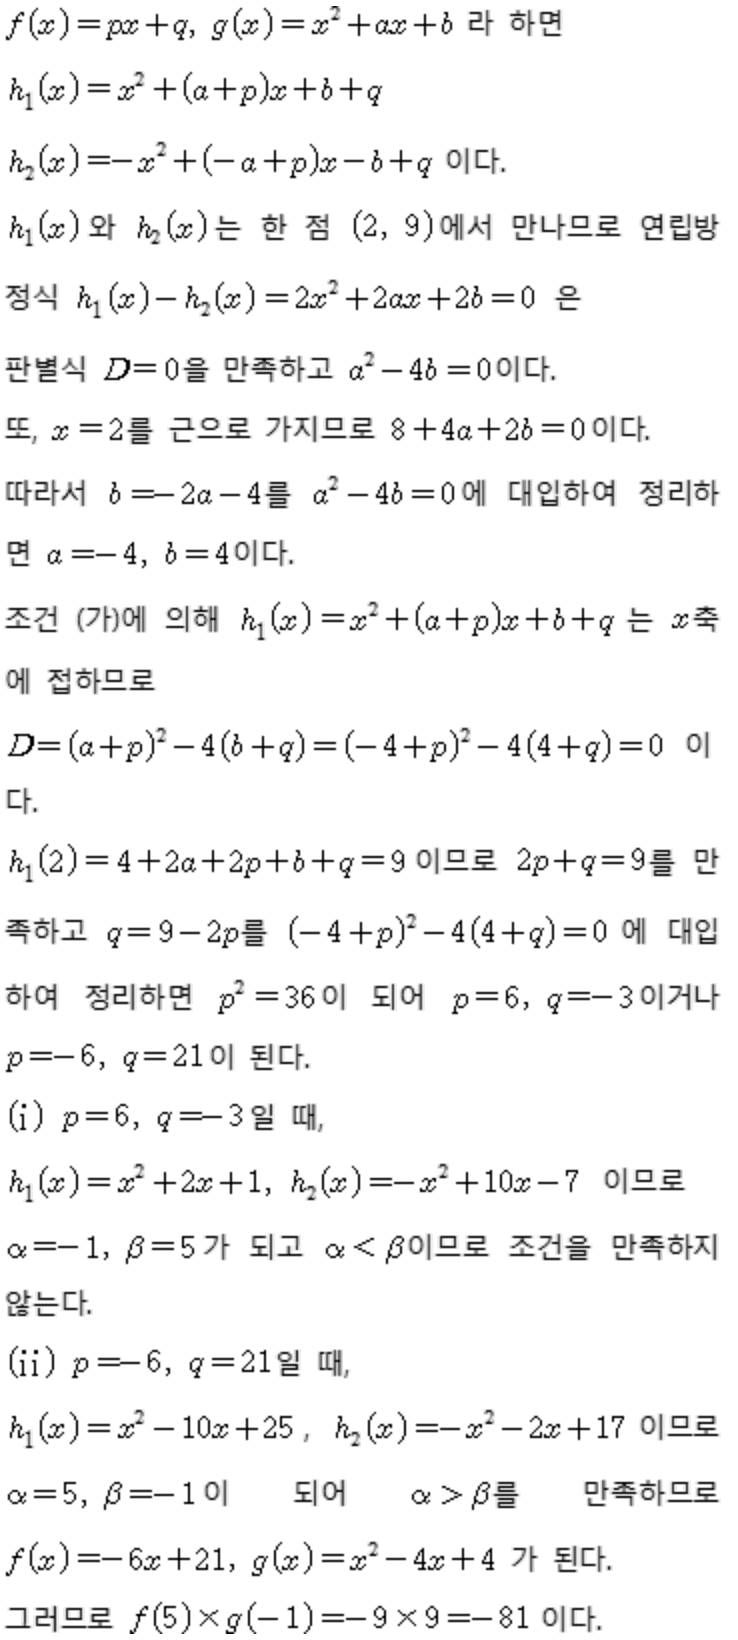 f(x)=px+q, g(x)=x²+ax+b 라 하면
h₁(x)=x²+(a+p)x+b+q
h₂(x)=-x²+(-a+p)x-b+q 이다.
h₁(x)와 h₂(x)는 한 점 (2, 9)에서 만나므로 연립방
정식 h₁(x)-h₂(x)=2x²+2ax+2b=0 은
판별식 D=0을 만족하고 a²-4b=0이다.
또, x=2를 근으로 가지므로 8+4a+2b=0이다.
따라서 b=-2a-4를 a²-4b=0에 대입하여 정리하
면 a=-4, b=4이다.
조건 (가)에 의해 h₁(x)=x²+(a+p)x+b+q 는 x축
에 접하므로
D=(a+p)²-4(b+q)=(-4+p)²-4(4+q)=0 이
다.
h₁(2)=4+2a+2p+b+q=9이므로 2p+q=9를 만
족하고 q=9-2p를 (-4+p)²-4(4+q)=0 에 대입
하여 정리하면 p²=36이 되어 p=6, q=-3이거나
p=-6, q=21이 된다.
(i) p=6, q=-3일 때,
h₁(x)=x²+2x+1, h₂(x)=-x²+10x-7 이므로
α=-1, β=5가 되고 α<β이므로 조건을 만족하지
않는다.
(ii) p=-6, q=21일 때,
h₁(x)=x²-10x+25, h₂(x)=-x²-2x+17 이므로
α=5, β=-1이 되어 α>β를 만족하므로
f(x)=-6x+21, g(x)=x²-4x+4 가 된다.
그러므로 f(5)×g(-1)=-9×9=-81 이다.